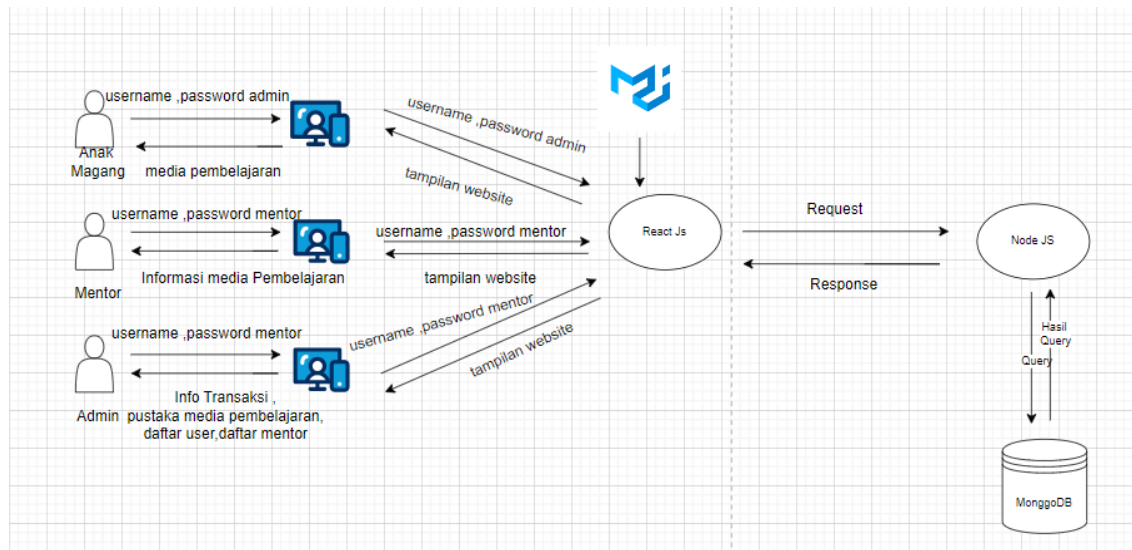 username ,password admin
Anak
Magang
media pembelajaran
username ,password admin
tampilan website
username ,password mentor
Mentor
Informasi media Pembelajaran
username ,password mentor
tampilan website
username ,password mentor
Admin
Info Transaksi ,
pustaka media pembelajaran,
daftar user,daftar mentor
username ,password mentor
tampilan website
React Js
Request
Response
Node JS
Query
Hasil
Query
MonggoDB